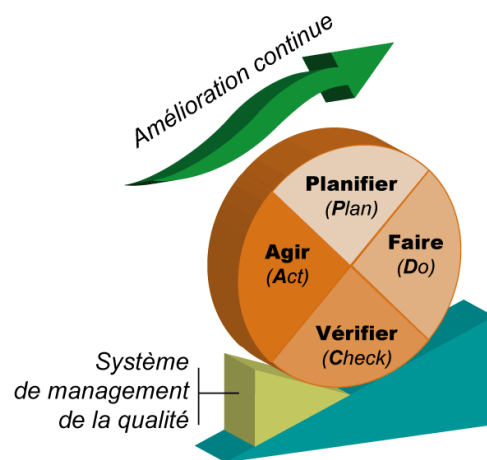 Amélioration continue
Planifier
(Plan)
Faire
(Do)
Agir
(Act)
Vérifier
(Check)
Système
de management
de la qualité